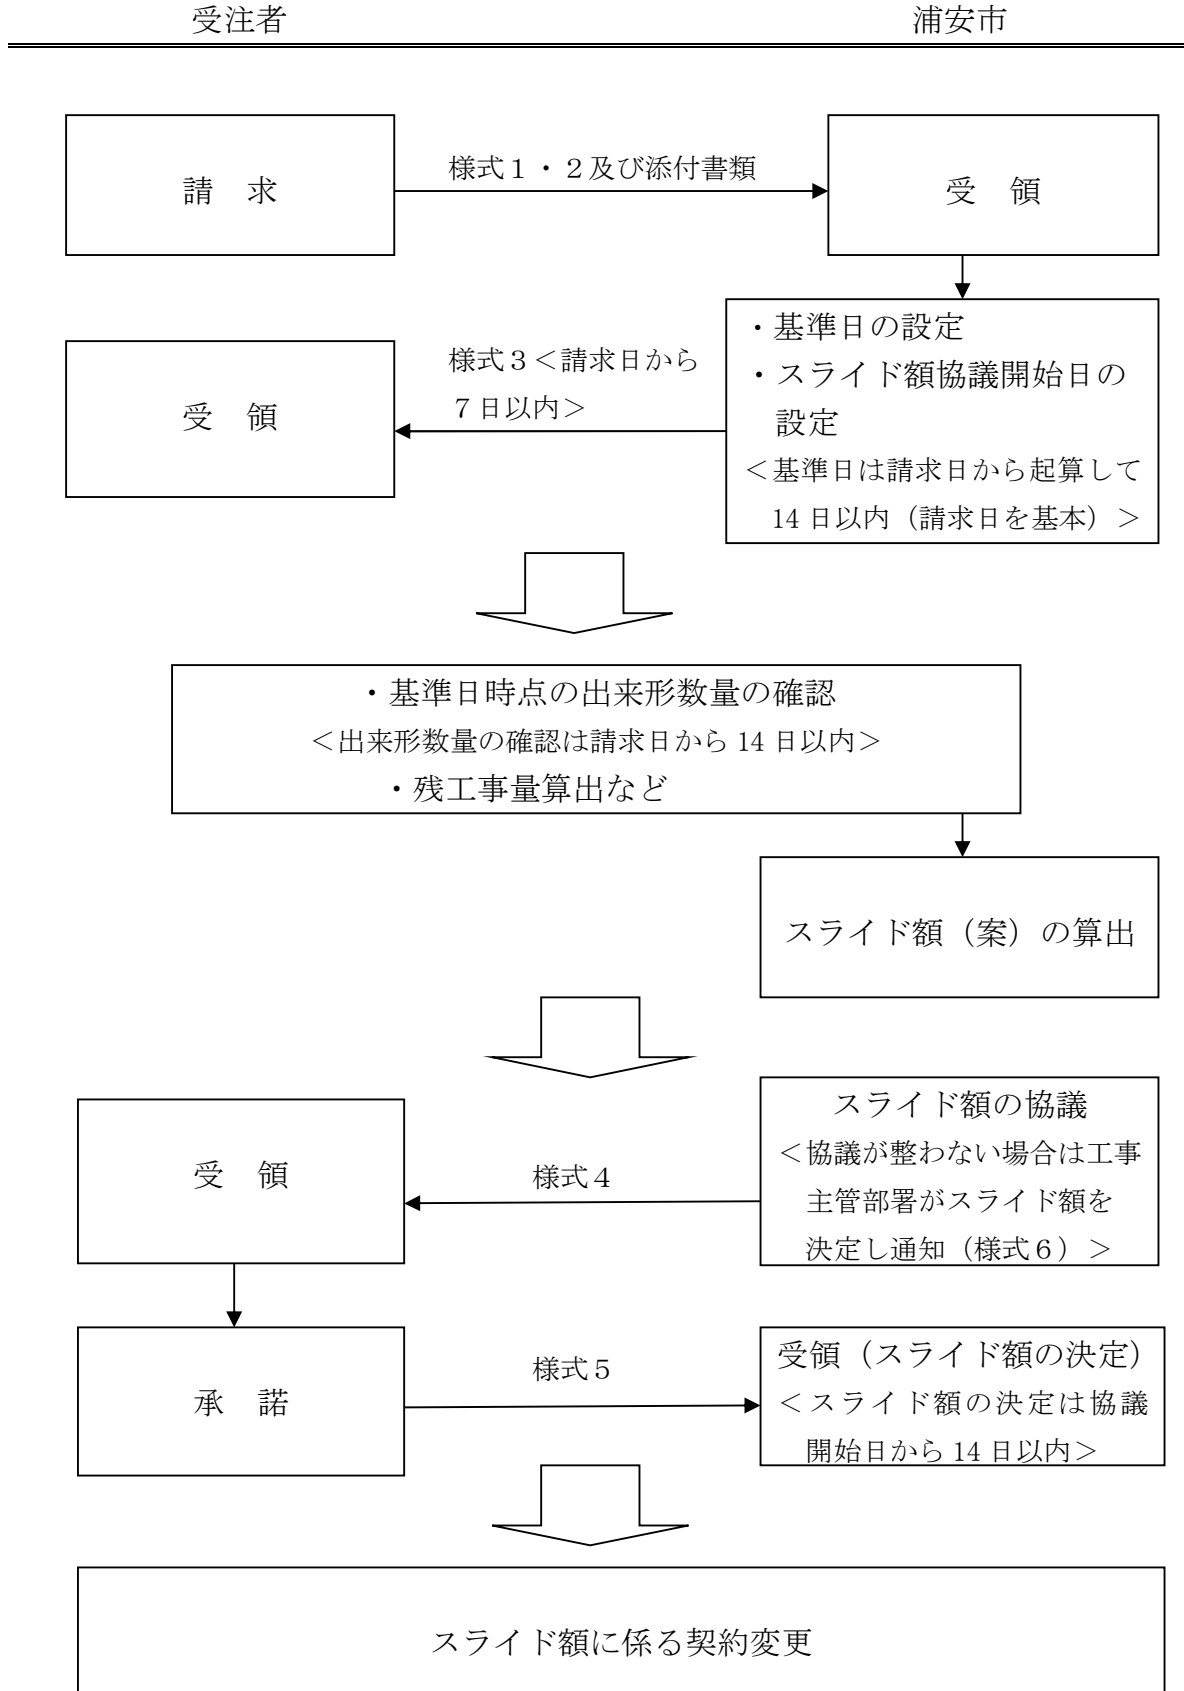 受注者
浦安市
請　求
様式１・２及び添付書類
受　領
受　領
様式３＜請求日から
７日以内＞
・基準日の設定
・スライド額協議開始日の
設定
＜基準日は請求日から起算して
14 日以内（請求日を基本）＞
・基準日時点の出来形数量の確認
＜出来形数量の確認は請求日から 14 日以内＞
・残工事量算出など
スライド額（案）の算出
受　領
様式４
スライド額の協議
＜協議が整わない場合は工事
主管部署がスライド額を
決定し通知（様式６）＞
承　諾
様式５
受領（スライド額の決定）
＜スライド額の決定は協議
開始日から 14 日以内＞
スライド額に係る契約変更